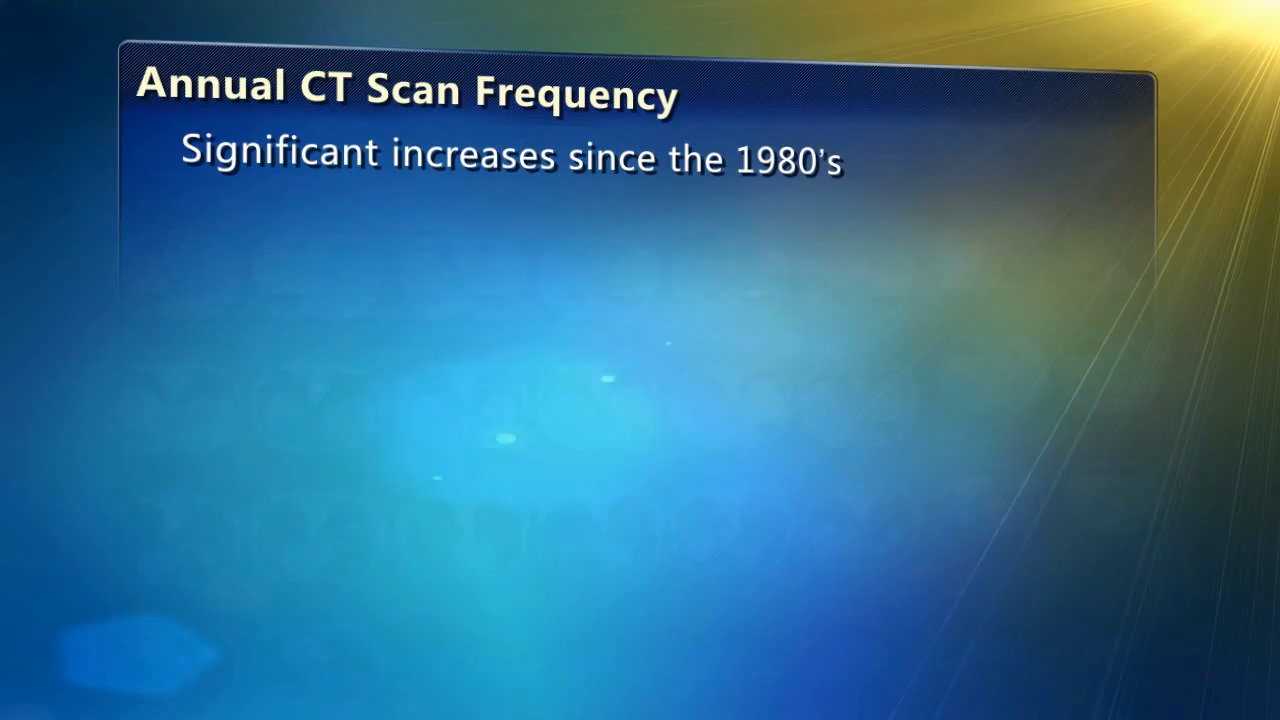 Annual CT Scan Frequency
Significant increases since the 1980’s